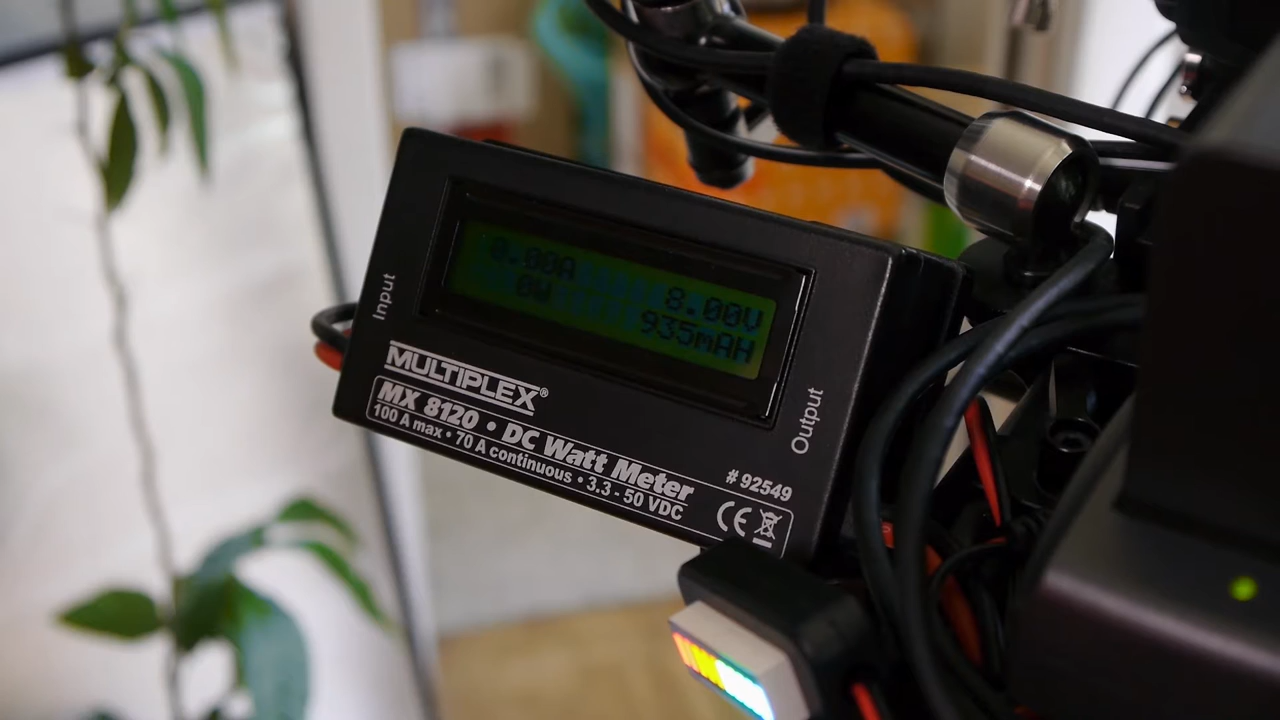 0.00A 8.00V
0W 935mAH
Input
Output
MULTIPLEX®
MX 8120 • DC Watt Meter
100 A max • 70 A continuous • 3.3 - 50 VDC
# 92549
CE